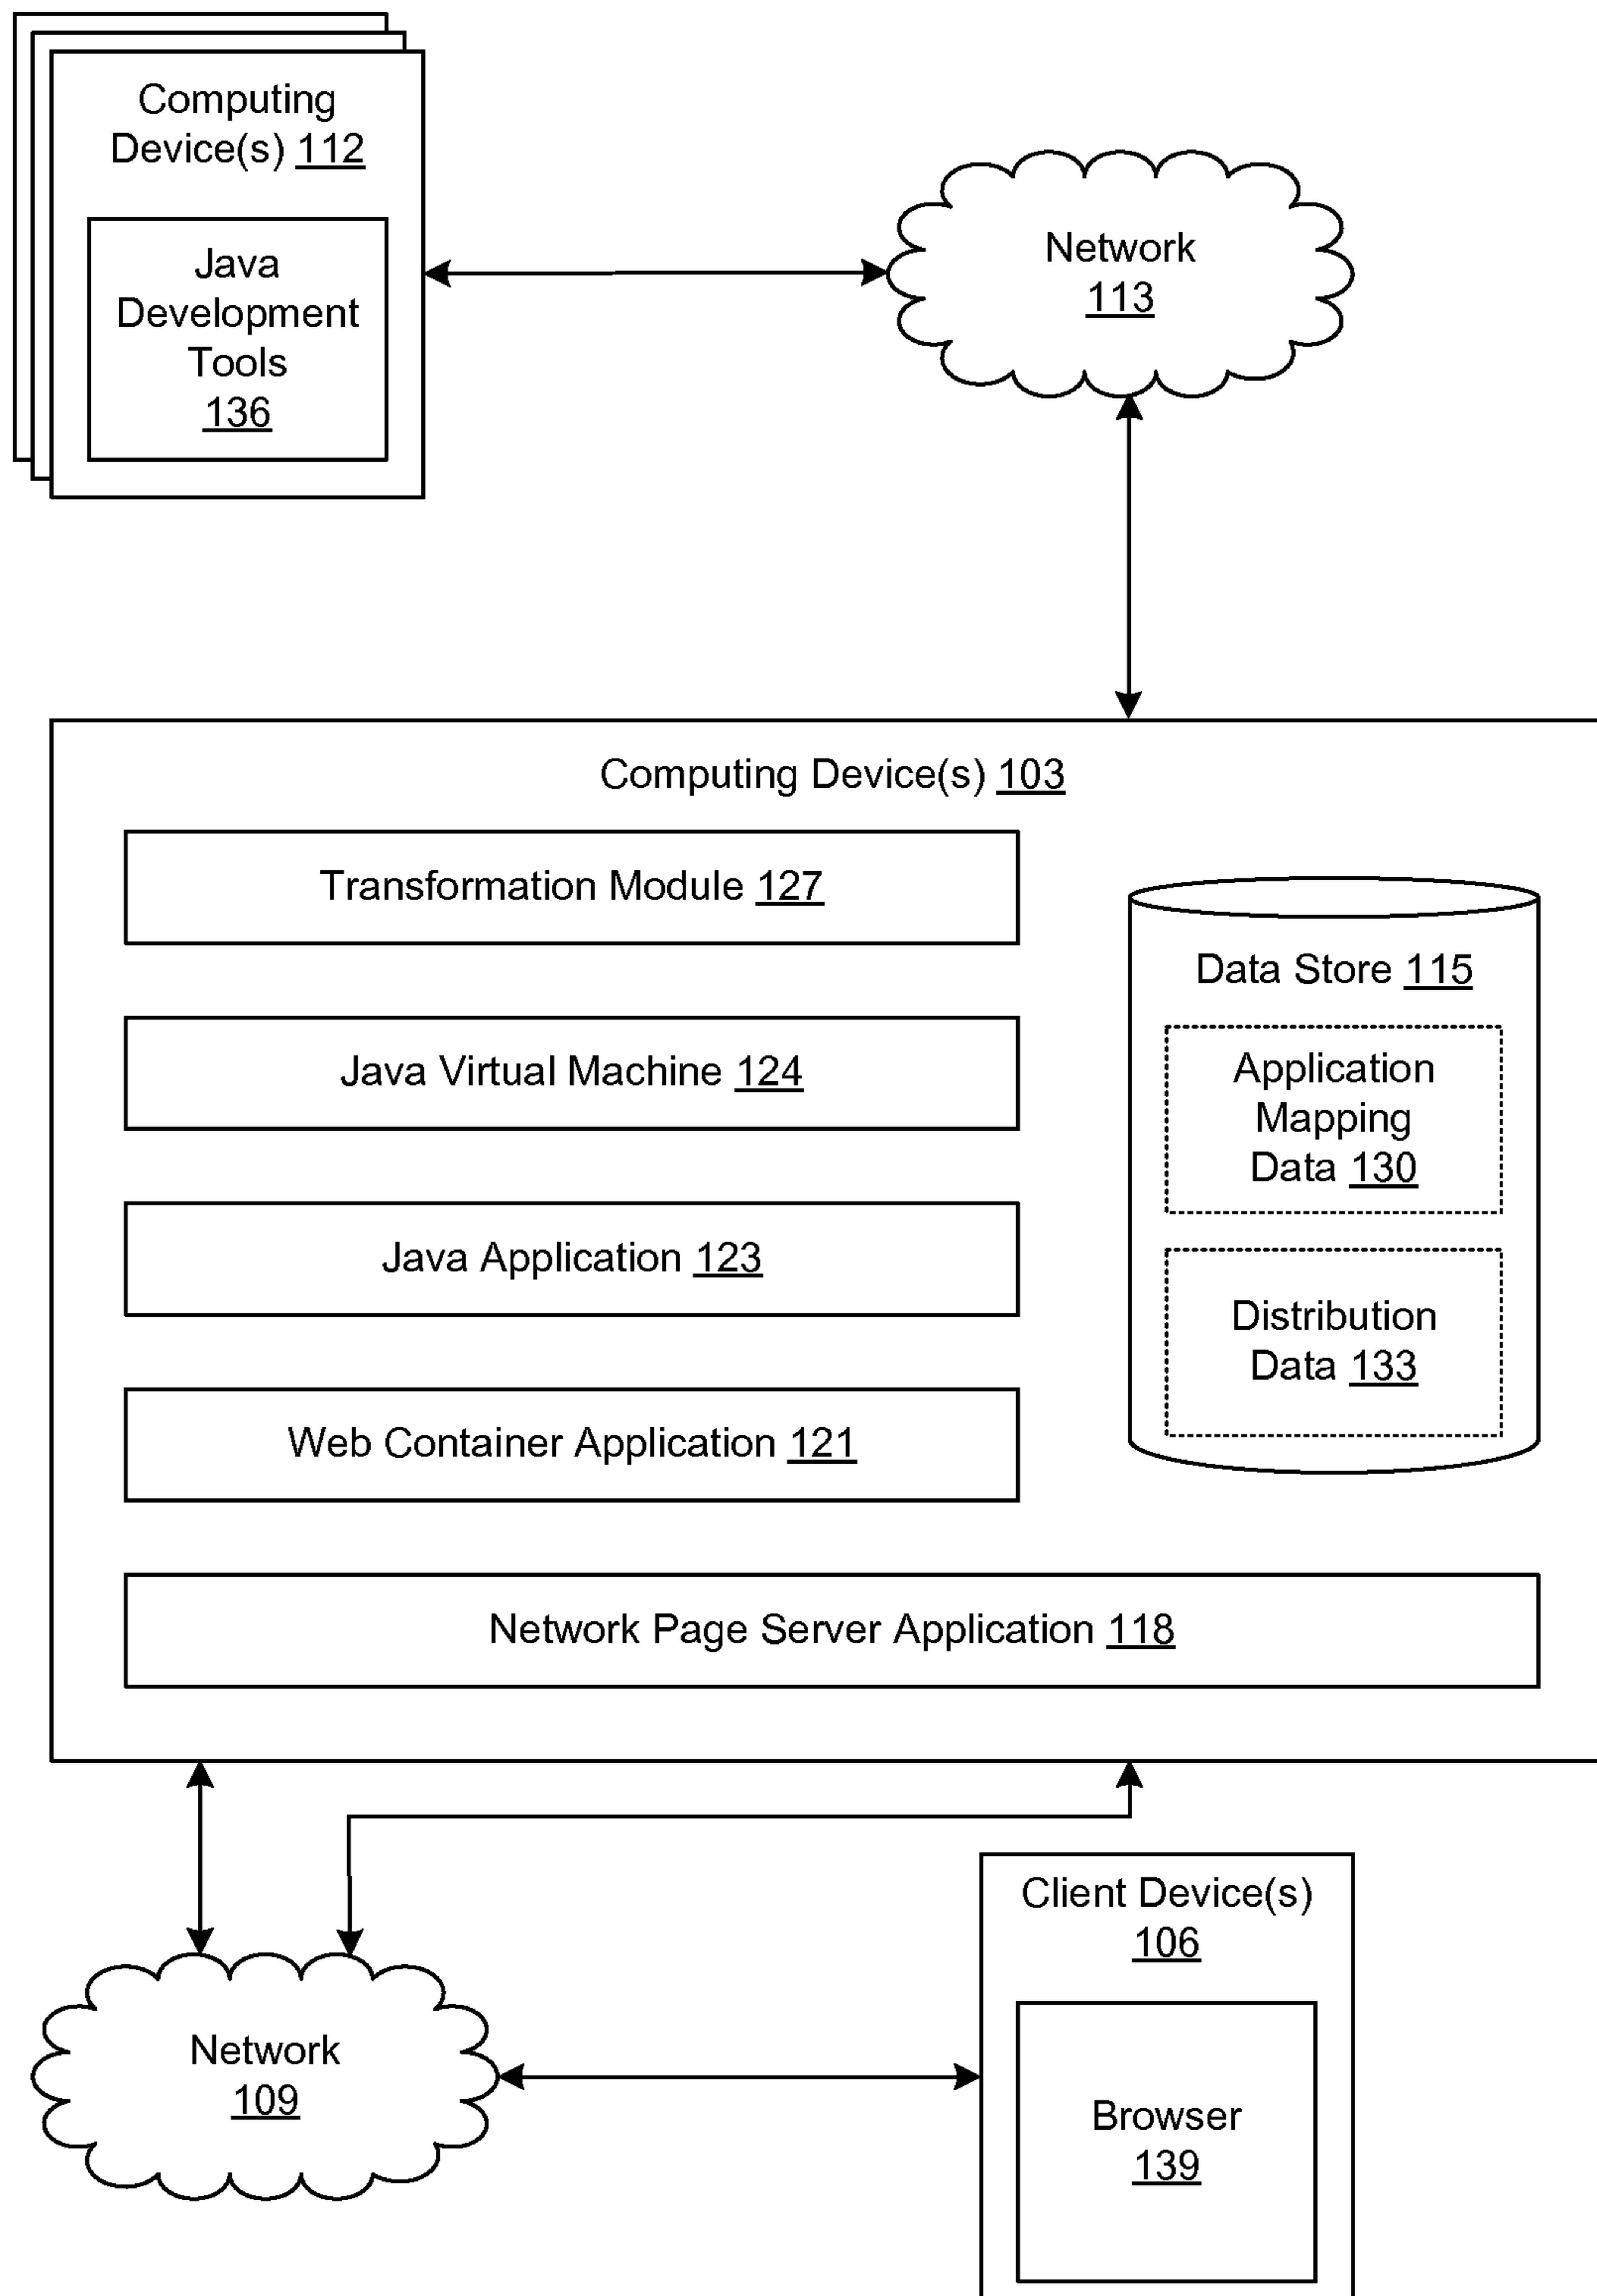 Computing
Device(s) 112
Java
Development
Tools
136
Network
113
Computing Device(s) 103
Transformation Module 127
Java Virtual Machine 124
Java Application 123
Web Container Application 121
Data Store 115
Application
Mapping
Data 130
Distribution
Data 133
Network Page Server Application 118
Network
109
Client Device(s)
106
Browser
139